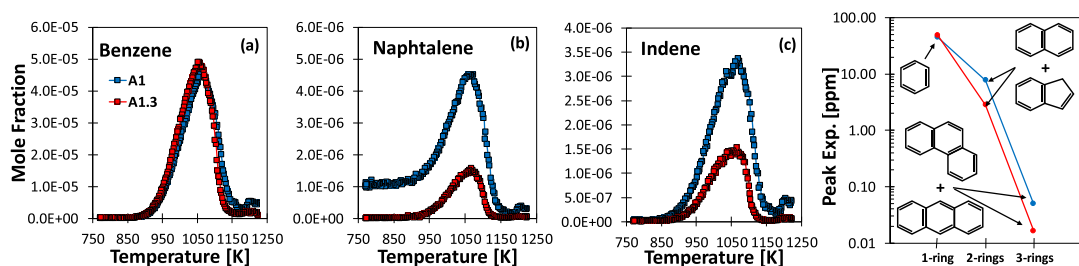 Benzene
(a)
A1
A1.3
Mole Fraction
6.0E-05
5.0E-05
4.0E-05
3.0E-05
2.0E-05
1.0E-05
0.0E+00
750 850 950 1050 1150 1250
Temperature [K]
Naphtalene
(b)
6.0E-06
5.0E-06
4.0E-06
3.0E-06
2.0E-06
1.0E-06
0.0E+00
750 850 950 1050 1150 1250
Temperature [K]
Indene
(c)
4.0E-06
3.5E-06
3.0E-06
2.5E-06
2.0E-06
1.5E-06
1.0E-06
5.0E-07
0.0E+00
750 850 950 1050 1150 1250
Temperature [K]
Peak Exp. [ppm]
100.00
10.00
1.00
0.10
0.01
+
+
1-ring 2-rings 3-rings